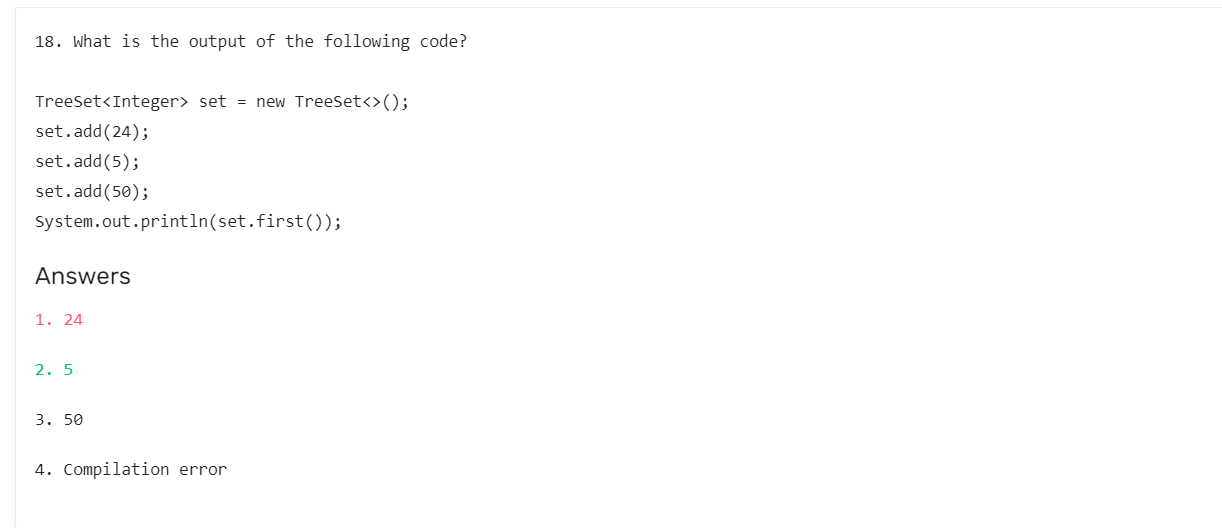 18. What is the output of the following code?
TreeSet<Integer> set = new TreeSet<>();
set.add(24);
set.add(5);
set.add(50);
System.out.println(set.first());
Answers
1. 24
2. 5
3. 50
4. Compilation error